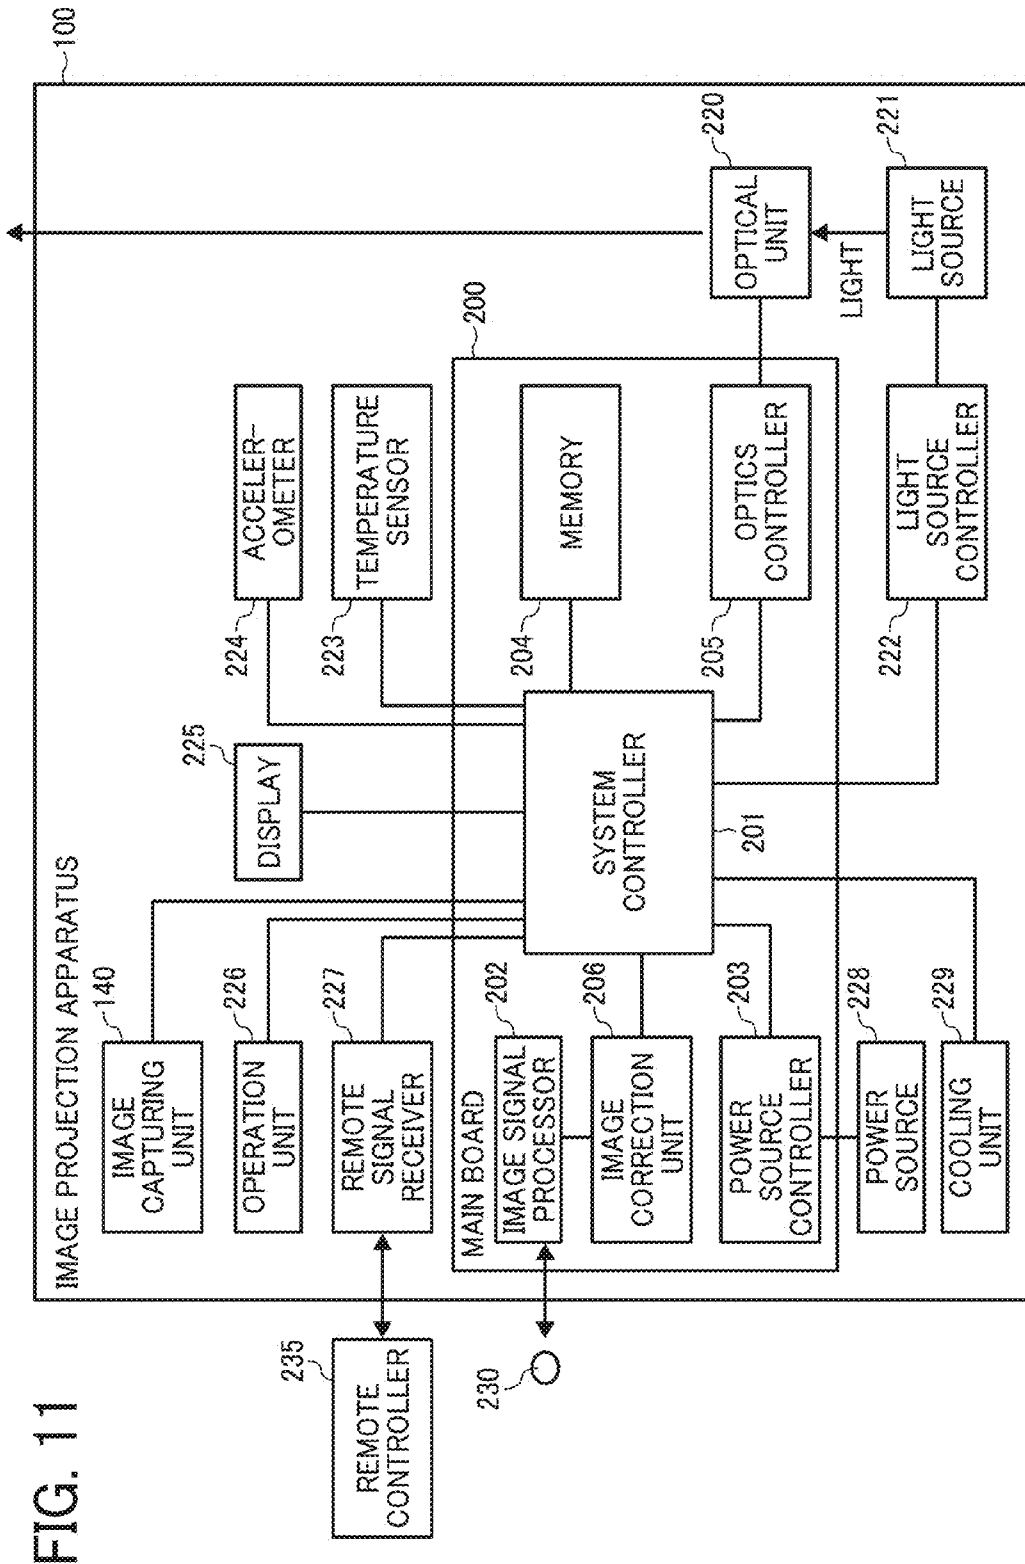 FIG. 11
IMAGE PROJECTION APPARATUS
100
IMAGE
CAPTURING
UNIT
140
OPERATION
UNIT
226
REMOTE
SIGNAL
RECEIVER
227
REMOTE
CONTROLLER
235
230
DISPLAY
225
ACCELER-
OMETER
224
TEMPERATURE
SENSOR
223
MAIN BOARD
200
IMAGE SIGNAL
PROCESSOR
202
IMAGE
CORRECTION
UNIT
206
POWER
SOURCE
CONTROLLER
203
SYSTEM
CONTROLLER
201
MEMORY
204
OPTICS
CONTROLLER
205
OPTICAL
UNIT
220
LIGHT
LIGHT
SOURCE
221
LIGHT
SOURCE
CONTROLLER
222
POWER
SOURCE
228
COOLING
UNIT
229